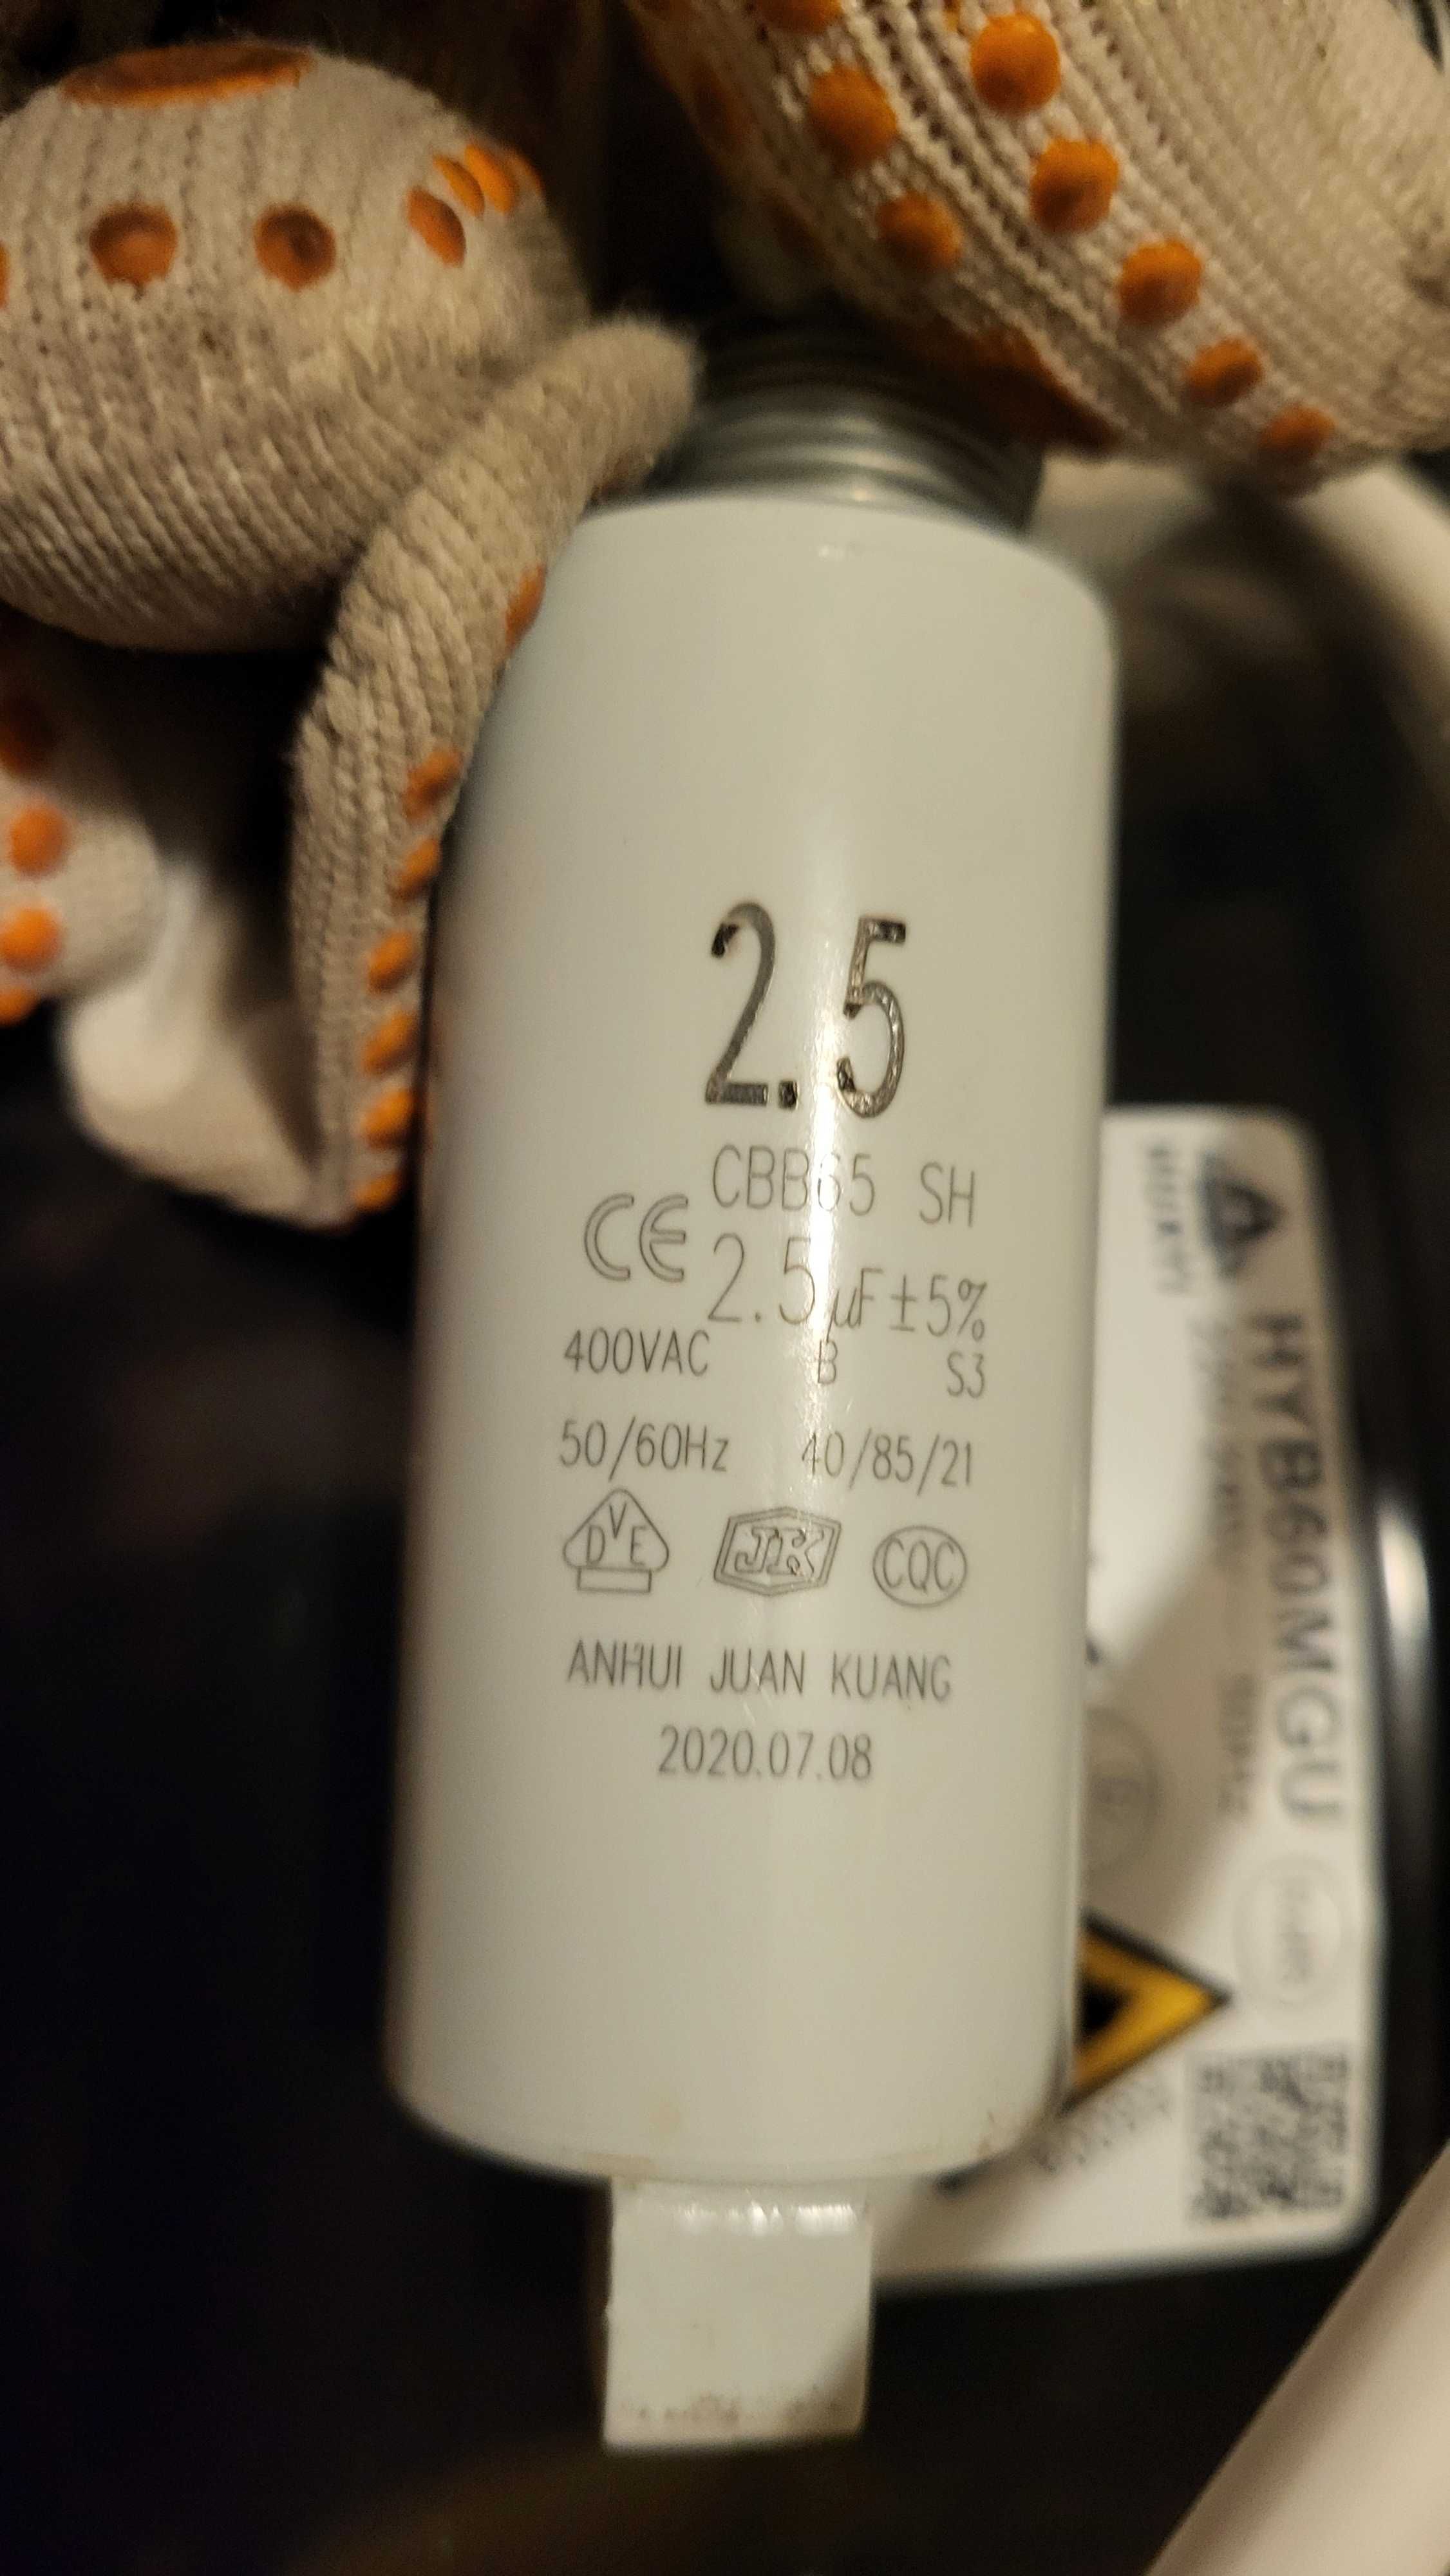 2.5
CBB65 SH
CE 2.5μF±5%
400VAC B S3
50/60Hz 40/85/21
DVE JK CQC
ANHUI JUAN KUANG
2020.07.08
HYB60MGU